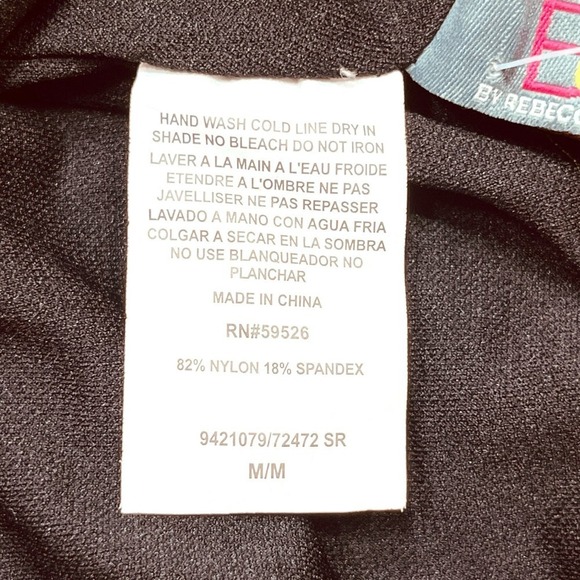 HAND WASH COLD LINE DRY IN
SHADE NO BLEACH DO NOT IRON
LAVER A LA MAIN A L'EAU FROIDE
ETENDRE A L'OMBRE NE PAS
JAVELLISER NE PAS REPASSER
LAVADO A MANO CON AGUA FRIA
COLGAR A SECAR EN LA SOMBRA
NO USE BLANQUEADOR NO
PLANCHAR
MADE IN CHINA
RN#59526
82% NYLON 18% SPANDEX
9421079/72472 SR
M/M
BY